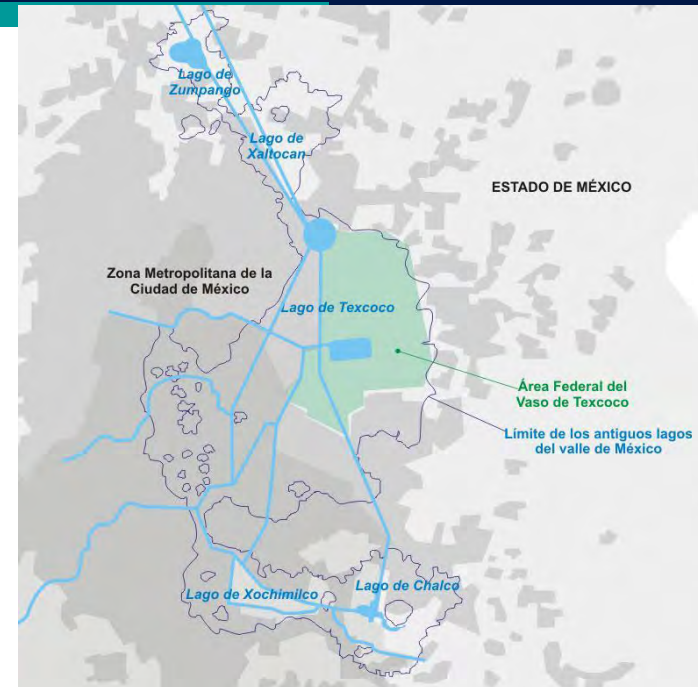 Lago de
Zumpango
Lago de
Xaltocan
ESTADO DE MÉXICO
Zona Metropolitana de la
Ciudad de México
Lago de Texcoco
Área Federal del
Vaso de Texcoco
Límite de los antiguos lagos
del valle de México
Lago de Xochimilco
Lago de Chalco